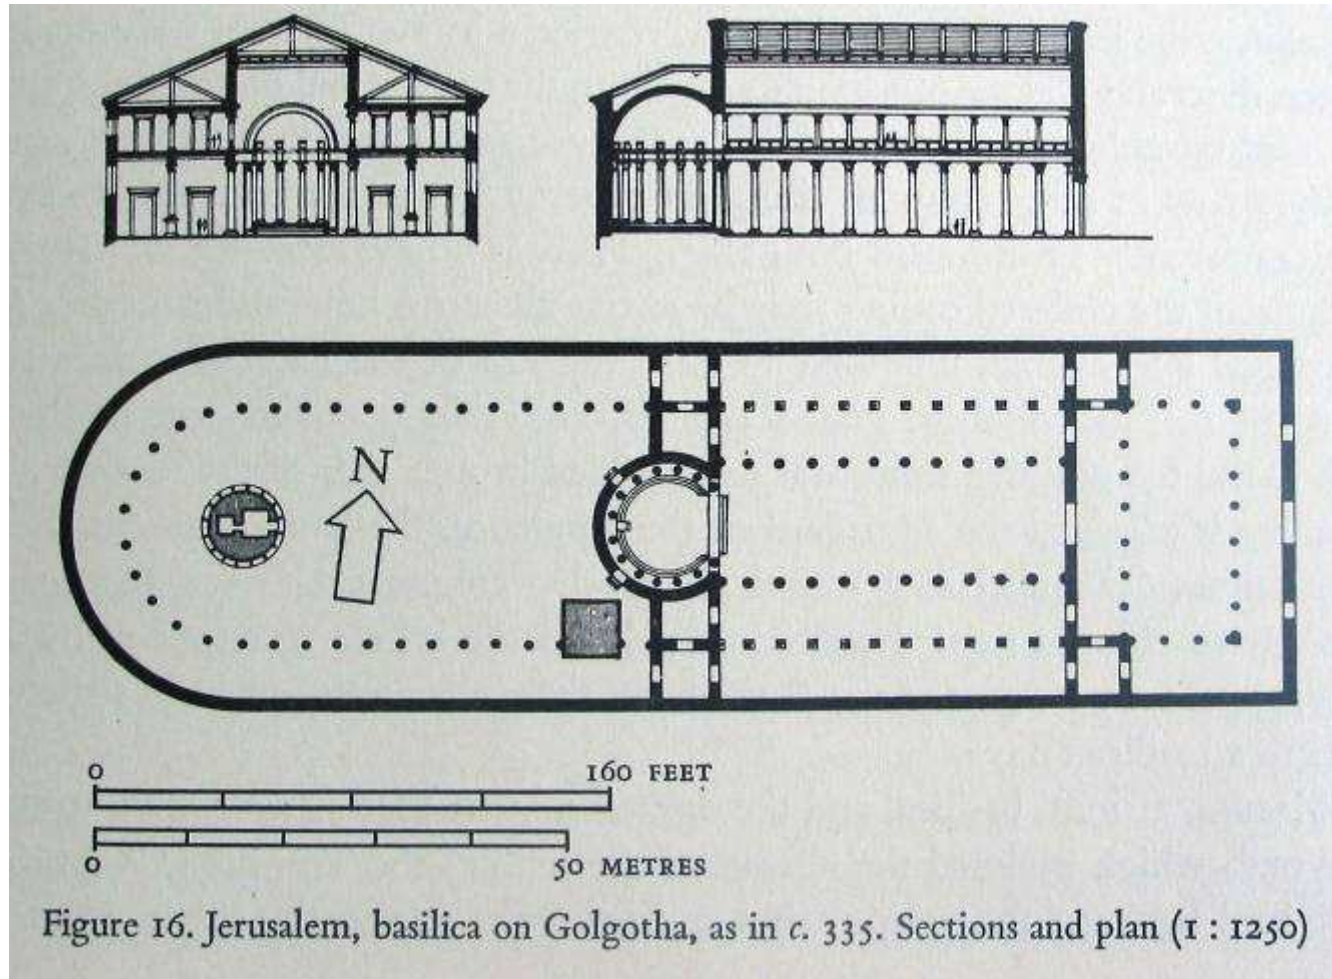 N
0 160 FEET
0 50 METRES
Figure 16. Jerusalem, basilica on Golgotha, as in c. 335. Sections and plan (1 : 1250)